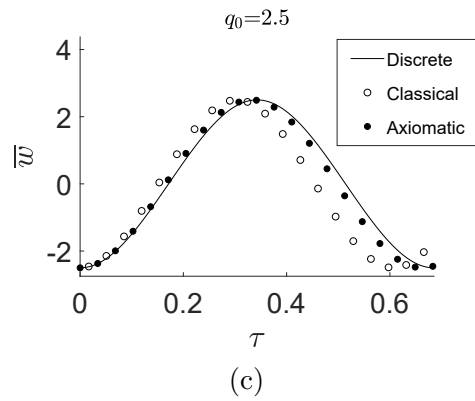 q₀=2.5
4
2
0
-2
w̅
Discrete
Classical
Axiomatic
0 0.2 0.4 0.6
τ
(c)